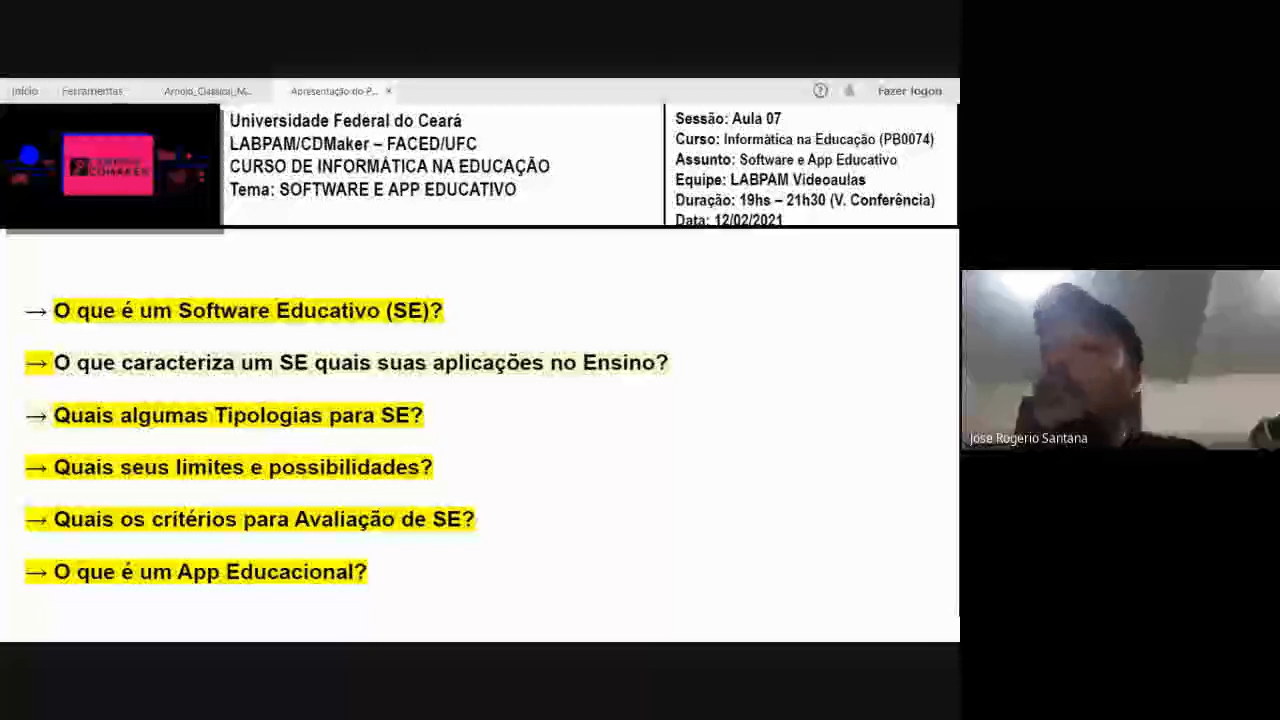 Início Ferramentas Arnold_Classical_M... Apresentação do P... × ? Fazer logon
Universidade Federal do Ceará
LABPAM/CDMaker – FACED/UFC
CURSO DE INFORMÁTICA NA EDUCAÇÃO
Tema: SOFTWARE E APP EDUCATIVO
CDMAKER
Sessão: Aula 07
Curso: Informática na Educação (PB0074)
Assunto: Software e App Educativo
Equipe: LABPAM Videoaulas
Duração: 19hs – 21h30 (V. Conferência)
Data: 12/02/2021
→ O que é um Software Educativo (SE)?
→ O que caracteriza um SE quais suas aplicações no Ensino?
→ Quais algumas Tipologias para SE?
→ Quais seus limites e possibilidades?
→ Quais os critérios para Avaliação de SE?
→ O que é um App Educacional?
Jose Rogerio Santana